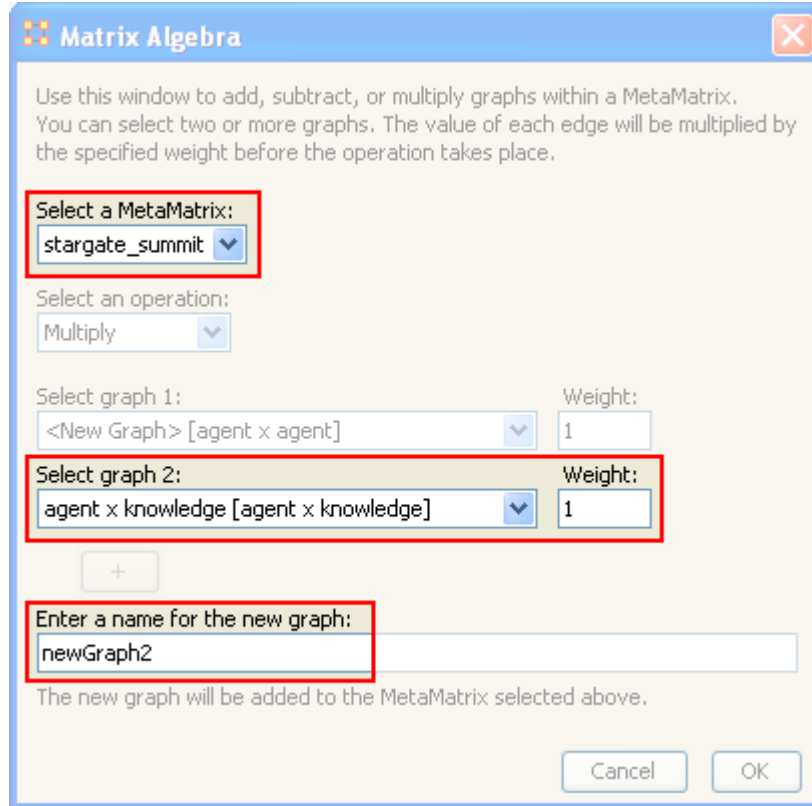 Matrix Algebra
Use this window to add, subtract, or multiply graphs within a MetaMatrix.
You can select two or more graphs. The value of each edge will be multiplied by
the specified weight before the operation takes place.
Select a MetaMatrix:
stargate_summit
Select an operation:
Multiply
Select graph 1: Weight:
<New Graph> [agent x agent] 1
Select graph 2: Weight:
agent x knowledge [agent x knowledge] 1
+
Enter a name for the new graph:
newGraph2
The new graph will be added to the MetaMatrix selected above.
Cancel OK